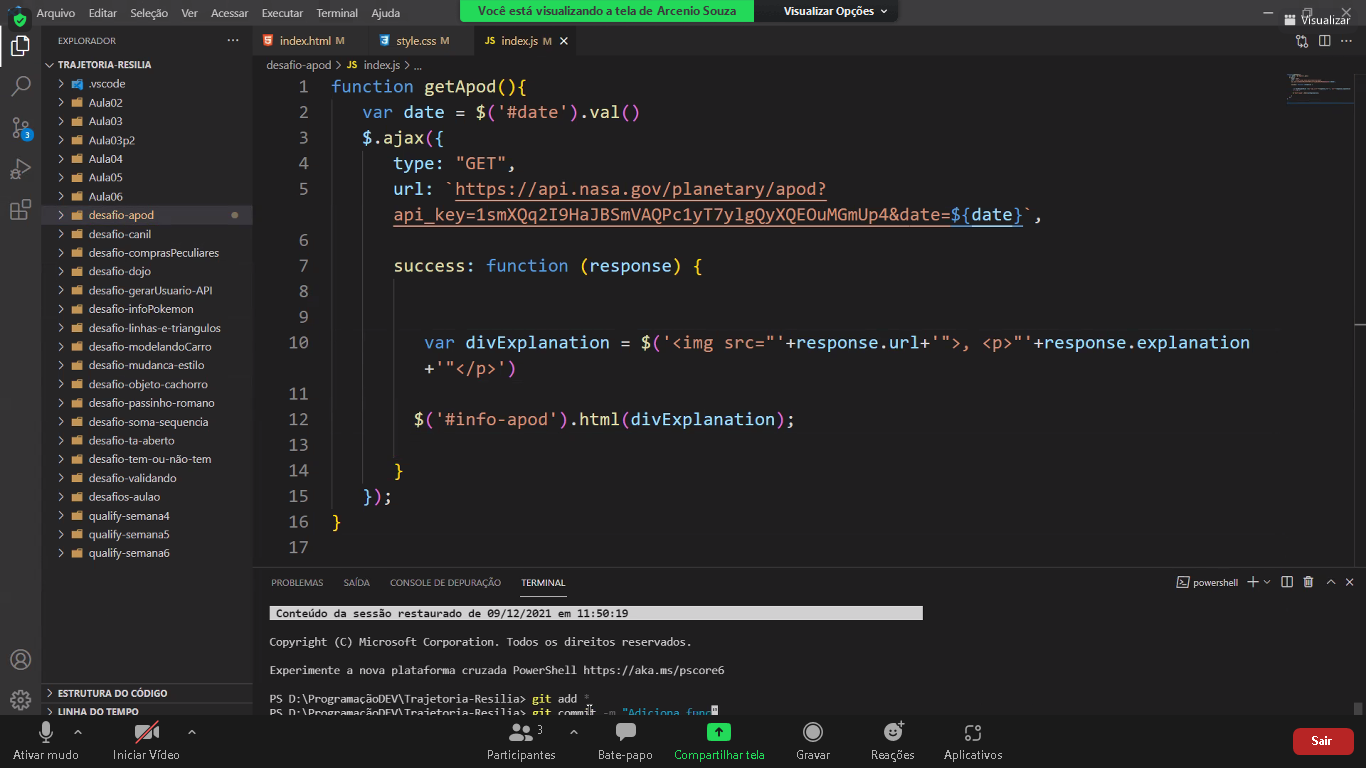 Arquivo Editar Seleção Ver Acessar Executar Terminal Ajuda
Você está visualizando a tela de Arcenio Souza
Visualizar Opções
Visualizar
EXPLORADOR
index.html M
style.css M
JS index.js M
desafio-apod > JS index.js > ...
TRAJETORIA-RESILIA
.vscode
Aula02
Aula03
Aula03p2
Aula04
Aula05
Aula06
desafio-apod
desafio-canil
desafio-comprasPeculiares
desafio-dojo
desafio-gerarUsuario-API
desafio-infoPokemon
desafio-linhas-e-triangulos
desafio-modelandoCarro
desafio-mudanca-estilo
desafio-objeto-cachorro
desafio-passinho-romano
desafio-soma-sequencia
desafio-ta-aberto
desafio-tem-ou-não-tem
desafio-validando
desafios-aulao
qualify-semana4
qualify-semana5
qualify-semana6
ESTRUTURA DO CÓDIGO
LINHA DO TEMPO
3
1 function getApod(){
2 var date = $('#date').val()
3 $.ajax({
4 type: "GET",
5 url: `https://api.nasa.gov/planetary/apod?
api_key=1smXQq2I9HaJBSmVAQPc1yT7ylgQyXQEOuMGmUp4&date=${date}`,
6
7 success: function (response) {
8
9
10 var divExplanation = $('<img src="'+response.url+'">, <p>"'+response.explanation
+'"</p>')
11
12 $('#info-apod').html(divExplanation);
13
14 }
15 });
16 }
17
PROBLEMAS SAÍDA CONSOLE DE DEPURAÇÃO TERMINAL
powershell
Conteúdo da sessão restaurado de 09/12/2021 em 11:50:19
Copyright (C) Microsoft Corporation. Todos os direitos reservados.
Experimente a nova plataforma cruzada PowerShell https://aka.ms/pscore6
PS D:\ProgramaçãoDEV\Trajetoria-Resilia> git add *
PS D:\ProgramaçãoDEV\Trajetoria-Resilia> git commit -m "Adiciona func"
Ativar mudo
Iniciar Vídeo
Participantes 3
Bate-papo
Compartilhar tela
Gravar
Reações
Aplicativos
Sair